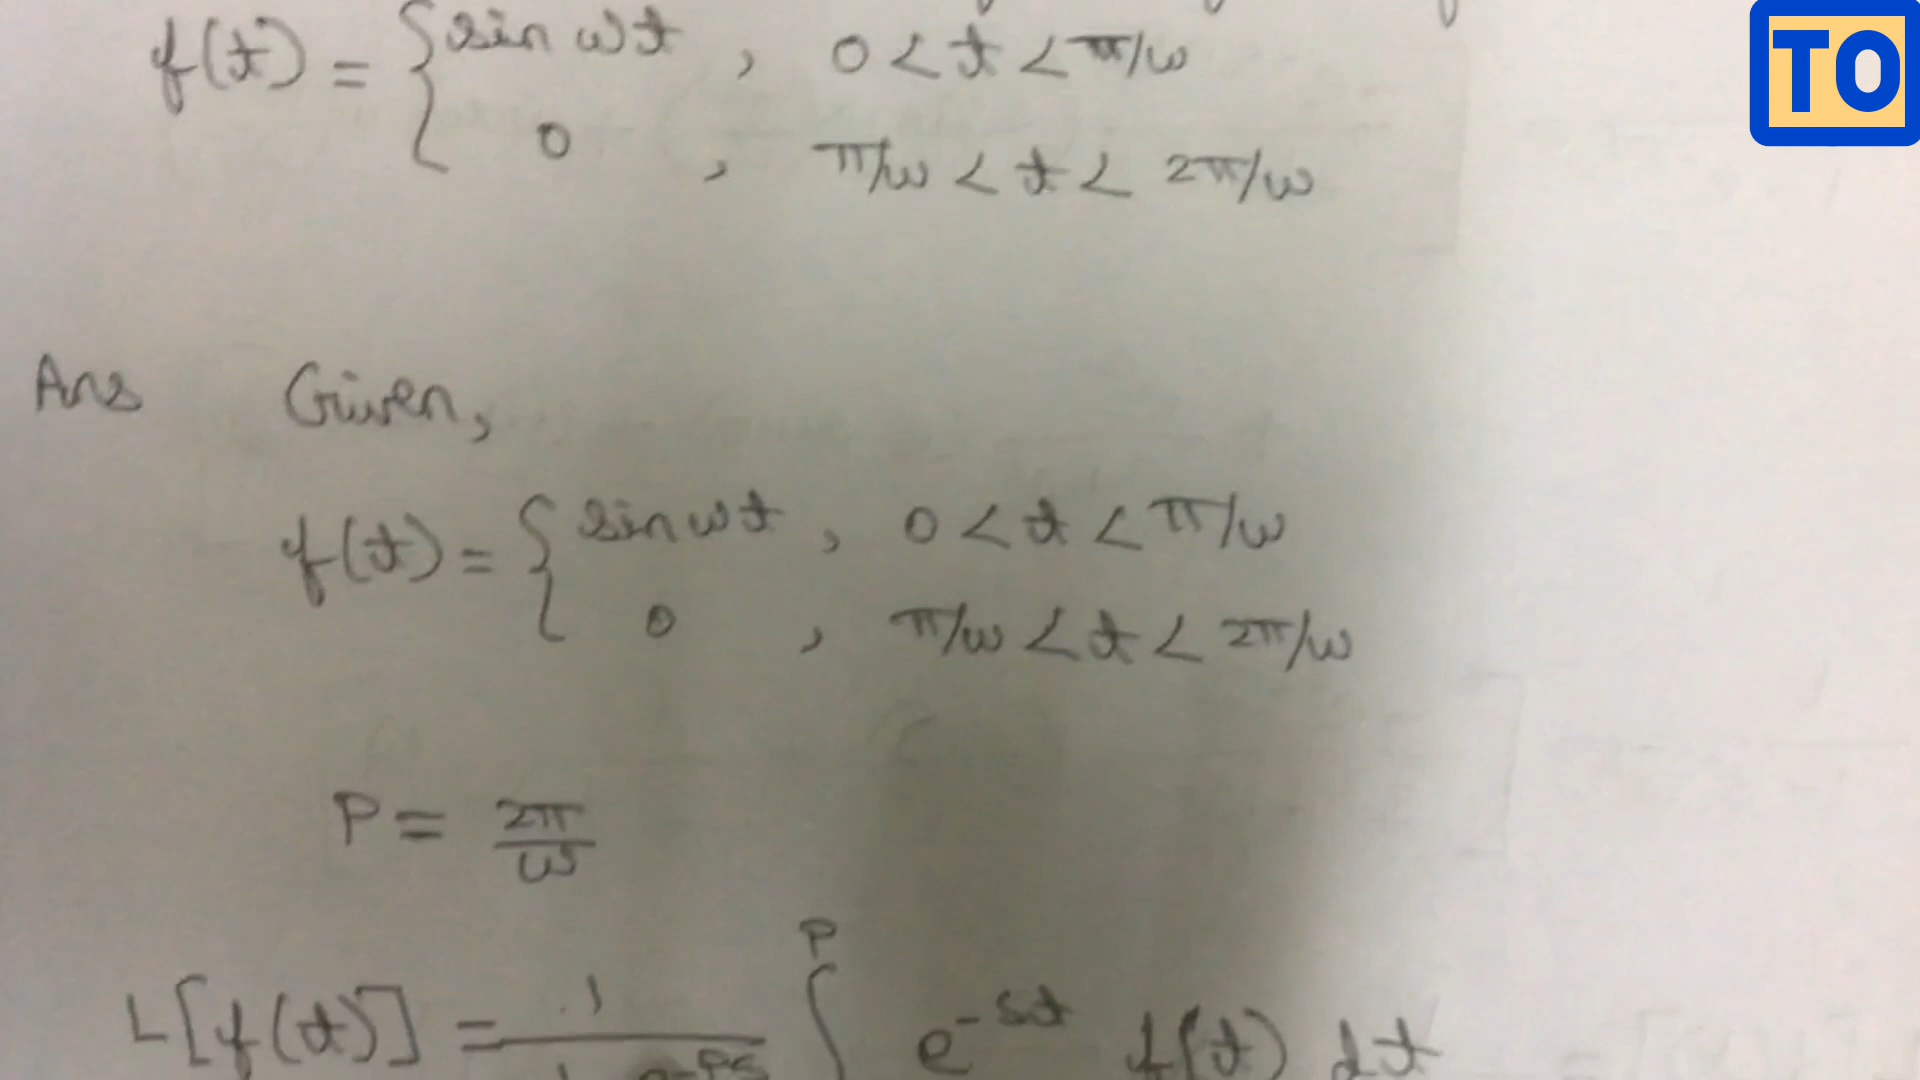 TO
f(t) = { sin ωt , 0 < t < π/ω
0 , π/ω < t < 2π/ω
Ans Given,
f(t) = { sin ωt , 0 < t < π/ω
0 , π/ω < t < 2π/ω
P = 2π/ω
L[f(t)] = 1/1 e^-Ps ∫ P e^-st f(t) dt